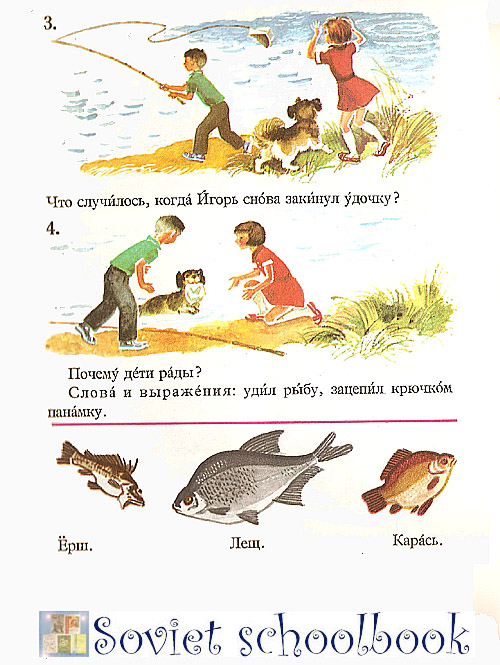 3.
Что случи́лось, когда́ И́горь сно́ва заки́нул у́дочку?
4.
Почему́ де́ти ра́ды?
Слова́ и выраже́ния: уди́л ры́бу, зацепи́л крючко́м
пана́мку.
Ёрш. Лещ. Кара́сь.
Soviet schoolbook